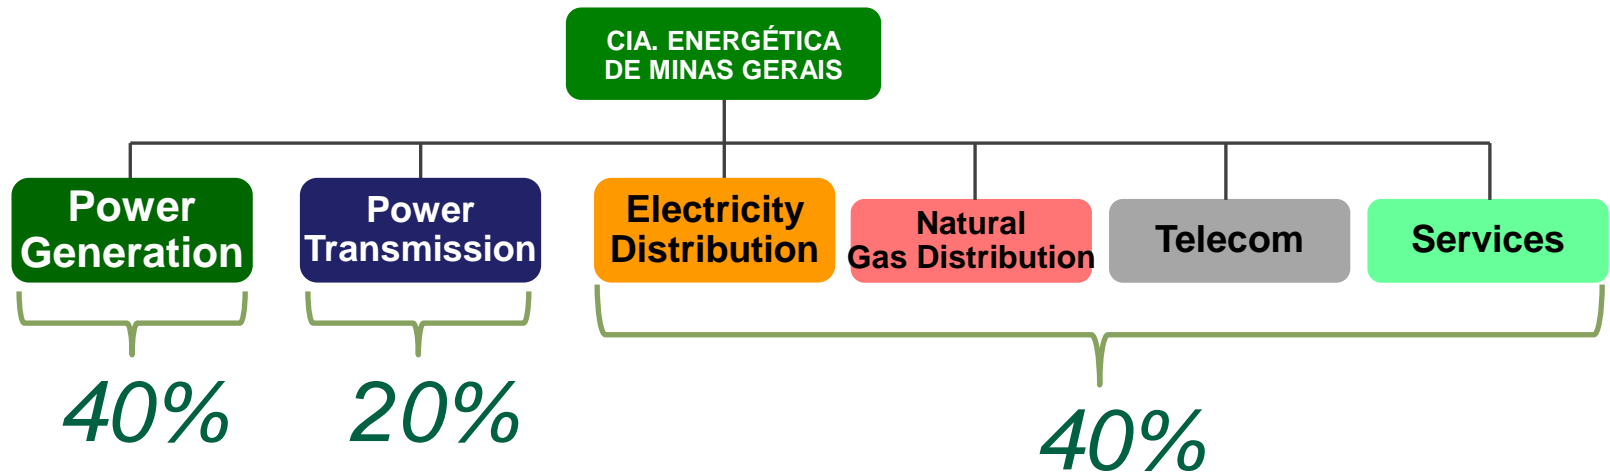 CIA. ENERGÉTICA
DE MINAS GERAIS
Power
Generation
Power
Transmission
Electricity
Distribution
Natural
Gas Distribution
Telecom
Services
40%
20%
40%